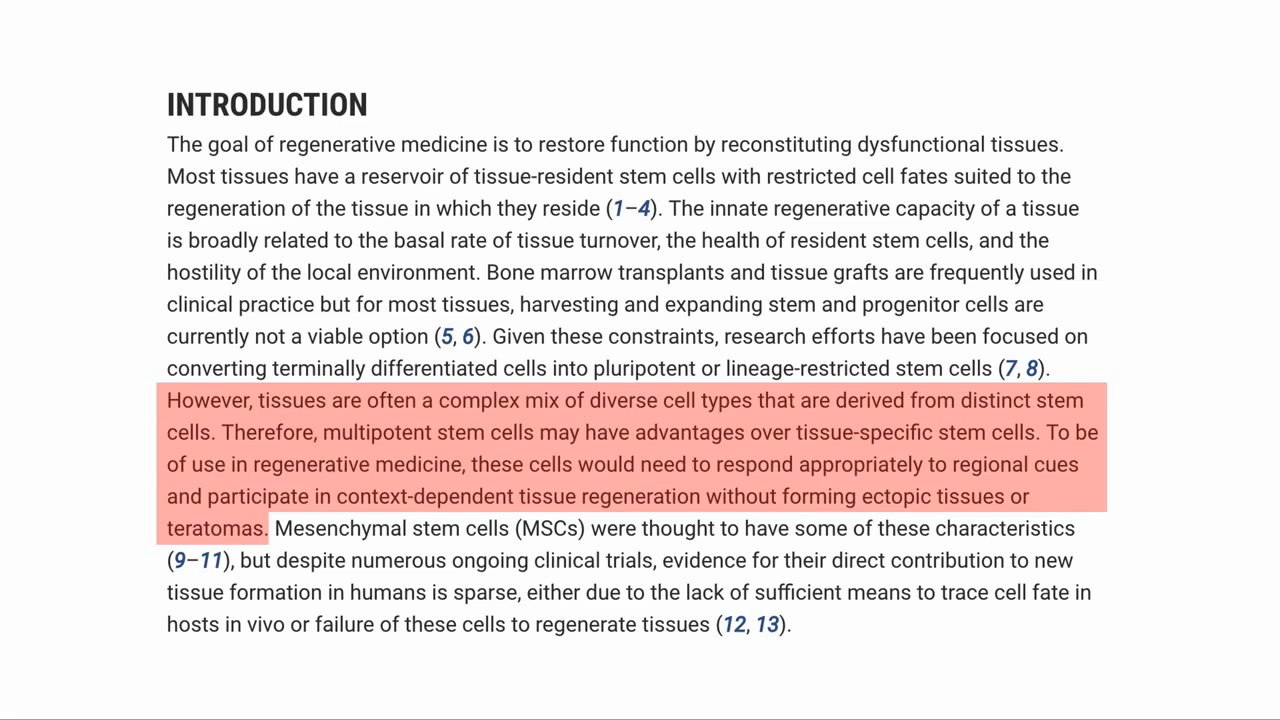 INTRODUCTION
The goal of regenerative medicine is to restore function by reconstituting dysfunctional tissues.
Most tissues have a reservoir of tissue-resident stem cells with restricted cell fates suited to the
regeneration of the tissue in which they reside (1–4). The innate regenerative capacity of a tissue
is broadly related to the basal rate of tissue turnover, the health of resident stem cells, and the
hostility of the local environment. Bone marrow transplants and tissue grafts are frequently used in
clinical practice but for most tissues, harvesting and expanding stem and progenitor cells are
currently not a viable option (5, 6). Given these constraints, research efforts have been focused on
converting terminally differentiated cells into pluripotent or lineage-restricted stem cells (7, 8).
However, tissues are often a complex mix of diverse cell types that are derived from distinct stem
cells. Therefore, multipotent stem cells may have advantages over tissue-specific stem cells. To be
of use in regenerative medicine, these cells would need to respond appropriately to regional cues
and participate in context-dependent tissue regeneration without forming ectopic tissues or
teratomas. Mesenchymal stem cells (MSCs) were thought to have some of these characteristics
(9–11), but despite numerous ongoing clinical trials, evidence for their direct contribution to new
tissue formation in humans is sparse, either due to the lack of sufficient means to trace cell fate in
hosts in vivo or failure of these cells to regenerate tissues (12, 13).